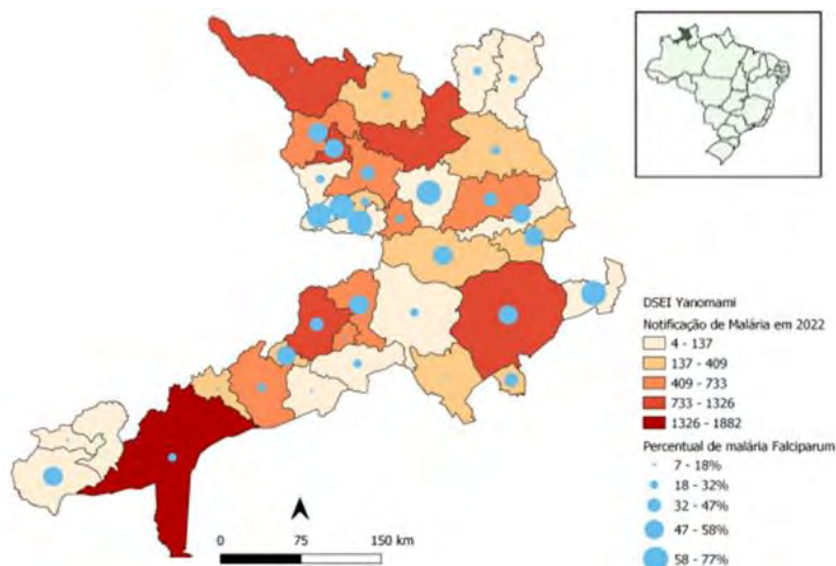 DSEI Yanomami
Notificação de Malária em 2022
4 - 137
137 - 409
409 - 733
733 - 1326
1326 - 1882
Percentual de malária Falciparum
7 - 18%
18 - 32%
32 - 47%
47 - 58%
58 - 77%
0 75 150 km